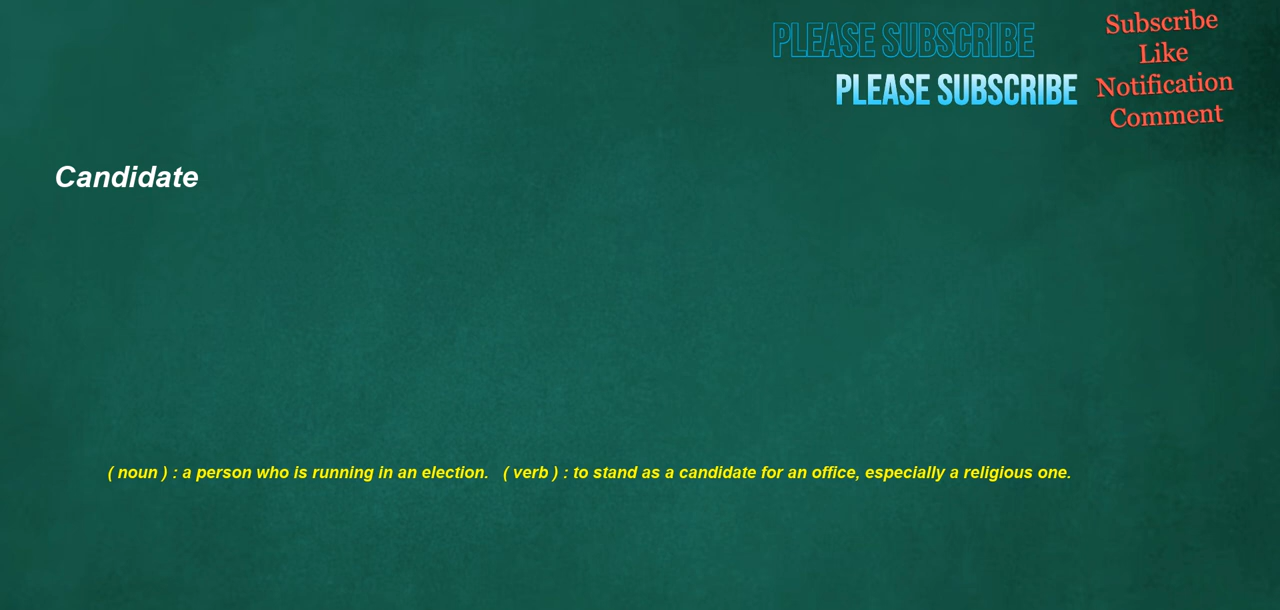 PLEASE SUBSCRIBE
PLEASE SUBSCRIBE
Subscribe
Like
Notification
Comment
Candidate
( noun ) : a person who is running in an election.   ( verb ) : to stand as a candidate for an office, especially a religious one.